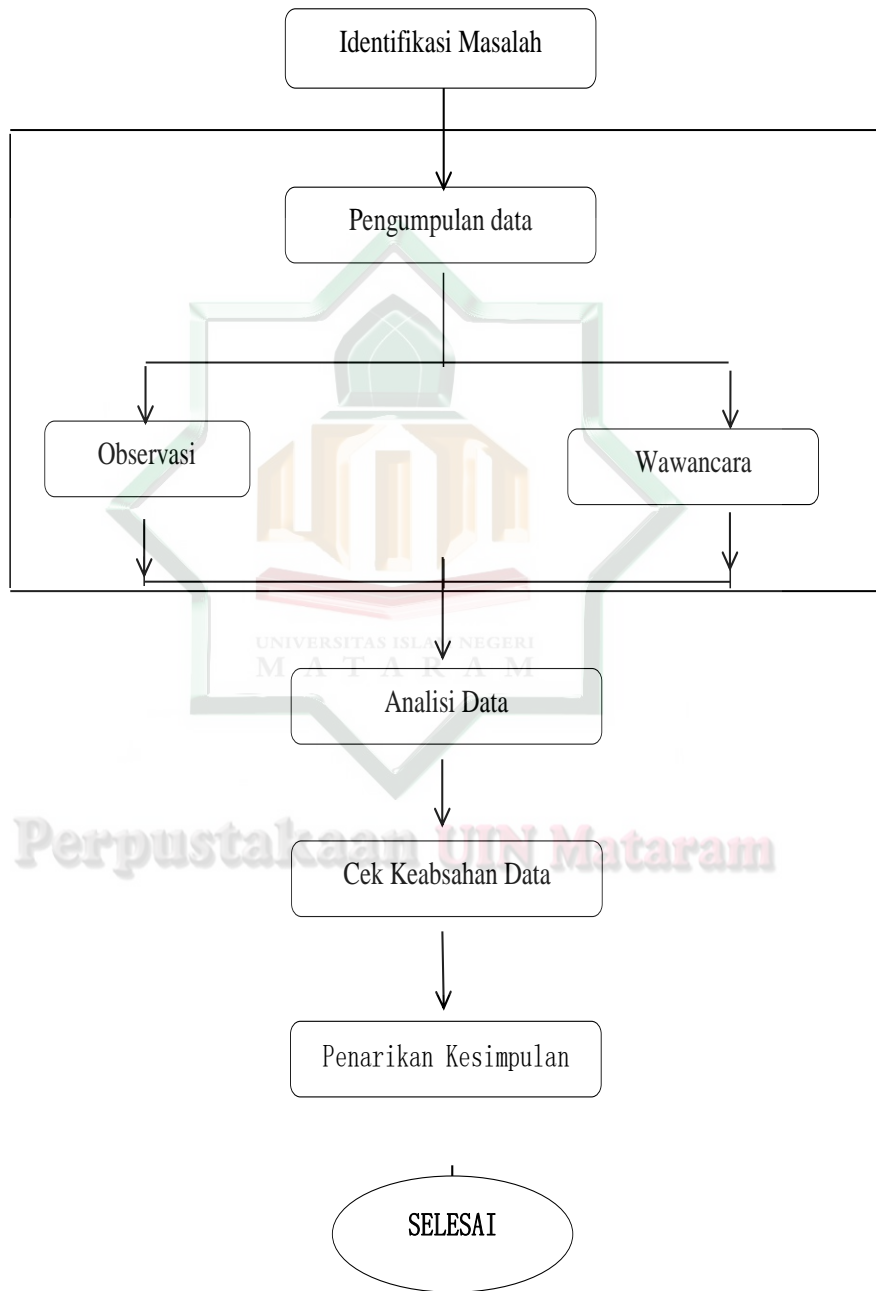 Identifikasi Masalah
Pengumpulan data
Observasi
Wawancara
UNIVERSITAS ISLAM NEGERI
MATARAM
Analisi Data
Perpustakaan UIN Mataram
Cek Keabsahan Data
Penarikan Kesimpulan
SELESAI